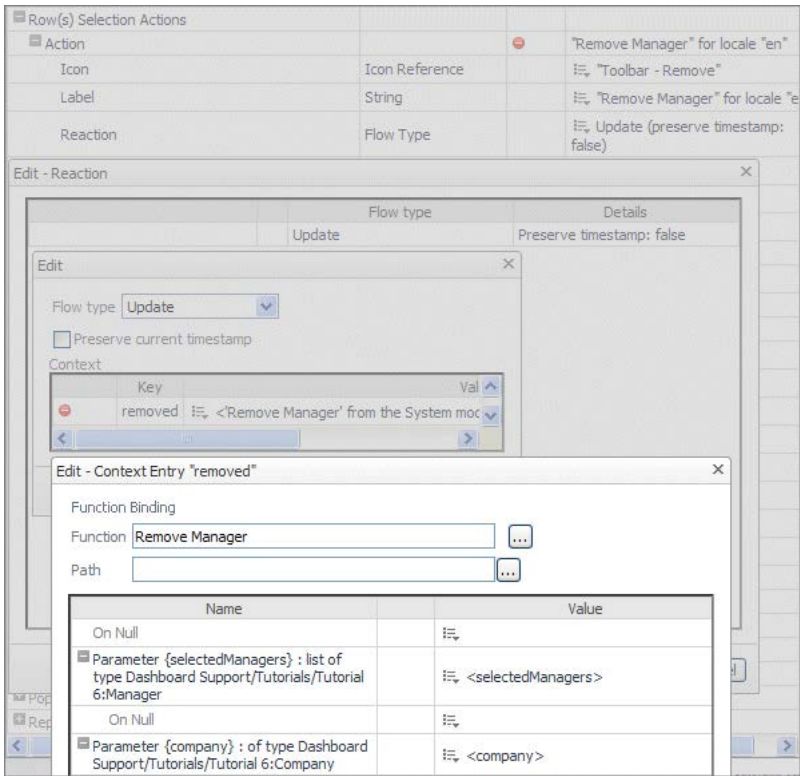 Row(s) Selection Actions
Action "Remove Manager" for locale "en"
Icon Icon Reference "Toolbar - Remove"
Label String "Remove Manager" for locale "e
Reaction Flow Type Update (preserve timestamp: false)
Edit - Reaction
Flow type Details
Update Preserve timestamp: false
Edit
Flow type Update
Preserve current timestamp
Context
Key Val
removed <'Remove Manager' from the System moc
Edit - Context Entry "removed"
Function Binding
Function Remove Manager ...
Path ...
Name Value
On Null
Parameter {selectedManagers} : list of
type Dashboard Support/Tutorials/Tutorial <selectedManagers>
6:Manager
On Null
Parameter {company} : of type Dashboard
Support/Tutorials/Tutorial 6:Company <company>
Rep